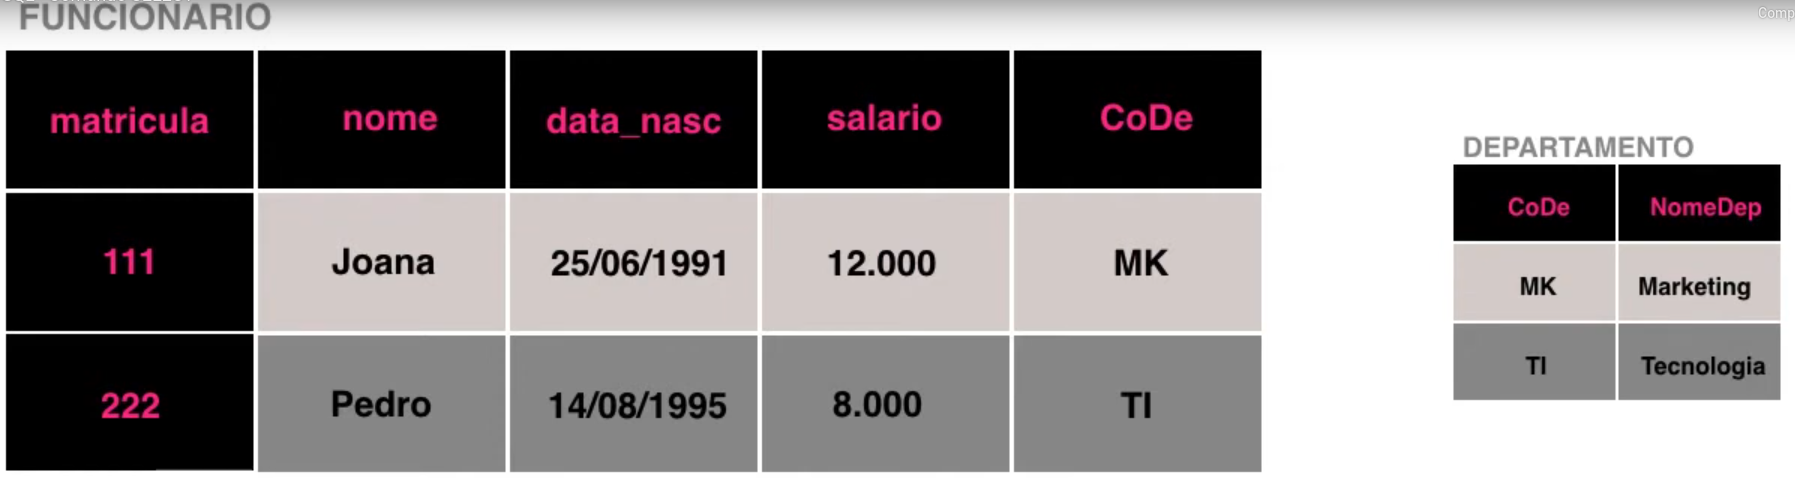 FUNCIONARIO
matricula nome data_nasc salario CoDe
111 Joana 25/06/1991 12.000 MK
222 Pedro 14/08/1995 8.000 TI
DEPARTAMENTO
CoDe NomeDep
MK Marketing
TI Tecnologia